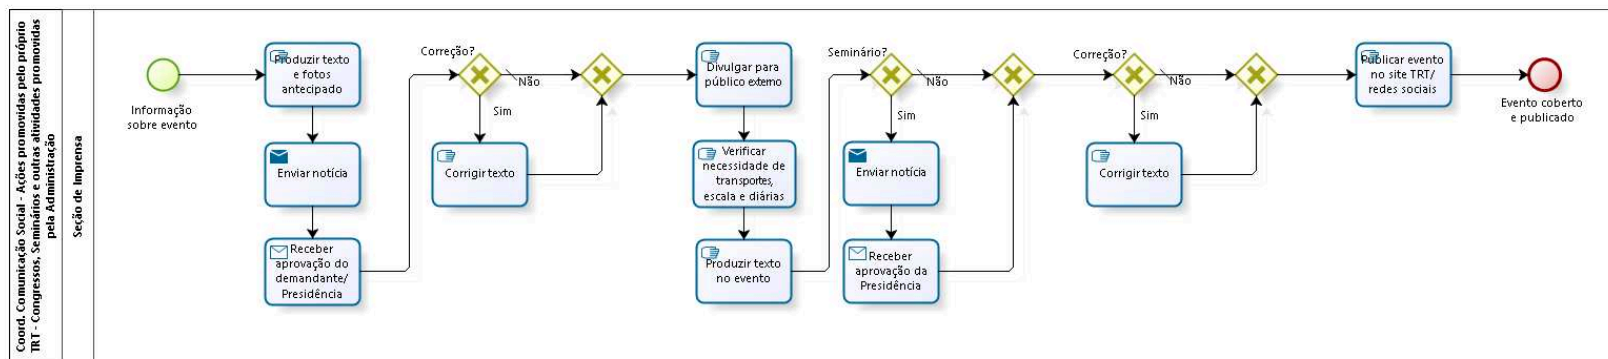 Coord. Comunicação Social - Ações promovidas pelo próprio
TRT - Congressos, Seminários e outras atividades promovidas
pela Administração
Seção de Imprensa
Informação
sobre evento
Produzir texto
e fotos
antecipado
Enviar notícia
Receber
aprovação do
demandante/
Presidência
Correção?
Não
Sim
Corrigir texto
Divulgar para
público externo
Verificar
necessidade de
transportes,
escala e diárias
Produzir texto
no evento
Seminário?
Não
Sim
Enviar notícia
Receber
aprovação da
Presidência
Correção?
Não
Sim
Corrigir texto
Publicar evento
no site TRT/
redes sociais
Evento coberto
e publicado